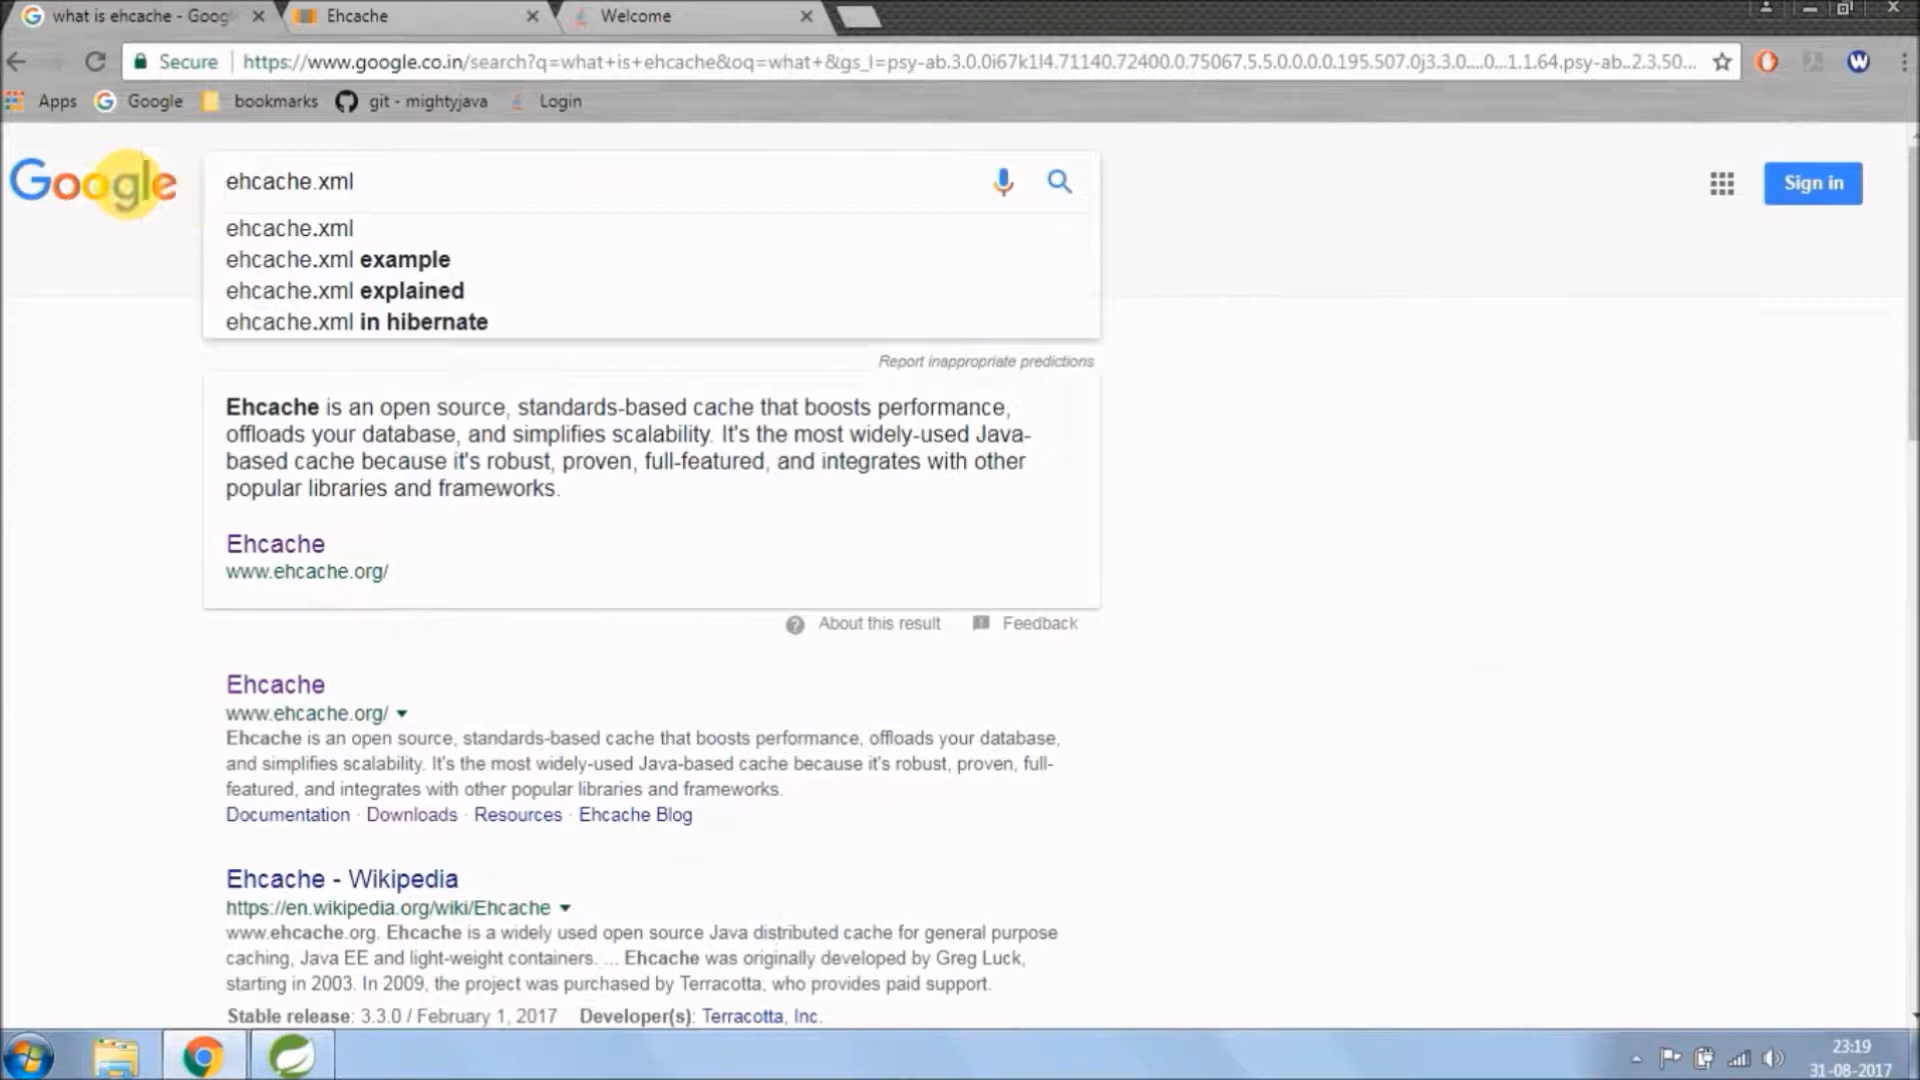 what is ehcache - Goog
Ehcache
Welcome
Secure
https://www.google.co.in/search?q=what+is+ehcache&oq=what+&gs_l=psy-ab.3.0.0i67k1l4.71140.72400.0.75067.5.5.0.0.0.0.195.507.0j3.3.0....0...1.1.64.psy-ab..2.3.50...
Apps
Google
bookmarks
git - mightyjava
Login
Google
ehcache.xml
Sign in
ehcache.xml
ehcache.xml example
ehcache.xml explained
ehcache.xml in hibernate
Report inappropriate predictions
Ehcache is an open source, standards-based cache that boosts performance,
offloads your database, and simplifies scalability. It's the most widely-used Java-
based cache because it's robust, proven, full-featured, and integrates with other
popular libraries and frameworks.
Ehcache
www.ehcache.org/
About this result
Feedback
Ehcache
www.ehcache.org/
Ehcache is an open source, standards-based cache that boosts performance, offloads your database,
and simplifies scalability. It's the most widely-used Java-based cache because it's robust, proven, full-
featured, and integrates with other popular libraries and frameworks.
Documentation · Downloads · Resources · Ehcache Blog
Ehcache - Wikipedia
https://en.wikipedia.org/wiki/Ehcache
www.ehcache.org. Ehcache is a widely used open source Java distributed cache for general purpose
caching, Java EE and light-weight containers. ... Ehcache was originally developed by Greg Luck,
starting in 2003. In 2009, the project was purchased by Terracotta, who provides paid support.
Stable release: 3.3.0 / February 1, 2017 Developer(s): Terracotta, Inc.
23:19
31-08-2017